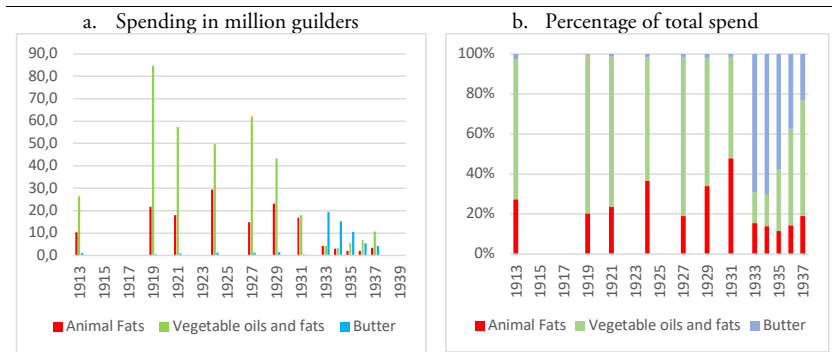 a. Spending in million guilders
90,0
80,0
70,0
60,0
50,0
40,0
30,0
20,0
10,0
0,0
1913 1915 1917 1919 1921 1923 1925 1927 1929 1931 1933 1935 1937 1939
Animal Fats Vegetable oils and fats Butter
b. Percentage of total spend
100%
80%
60%
40%
20%
0%
1913 1915 1917 1919 1921 1923 1925 1927 1929 1931 1933 1935 1937
Animal Fats Vegetable oils and fats Butter